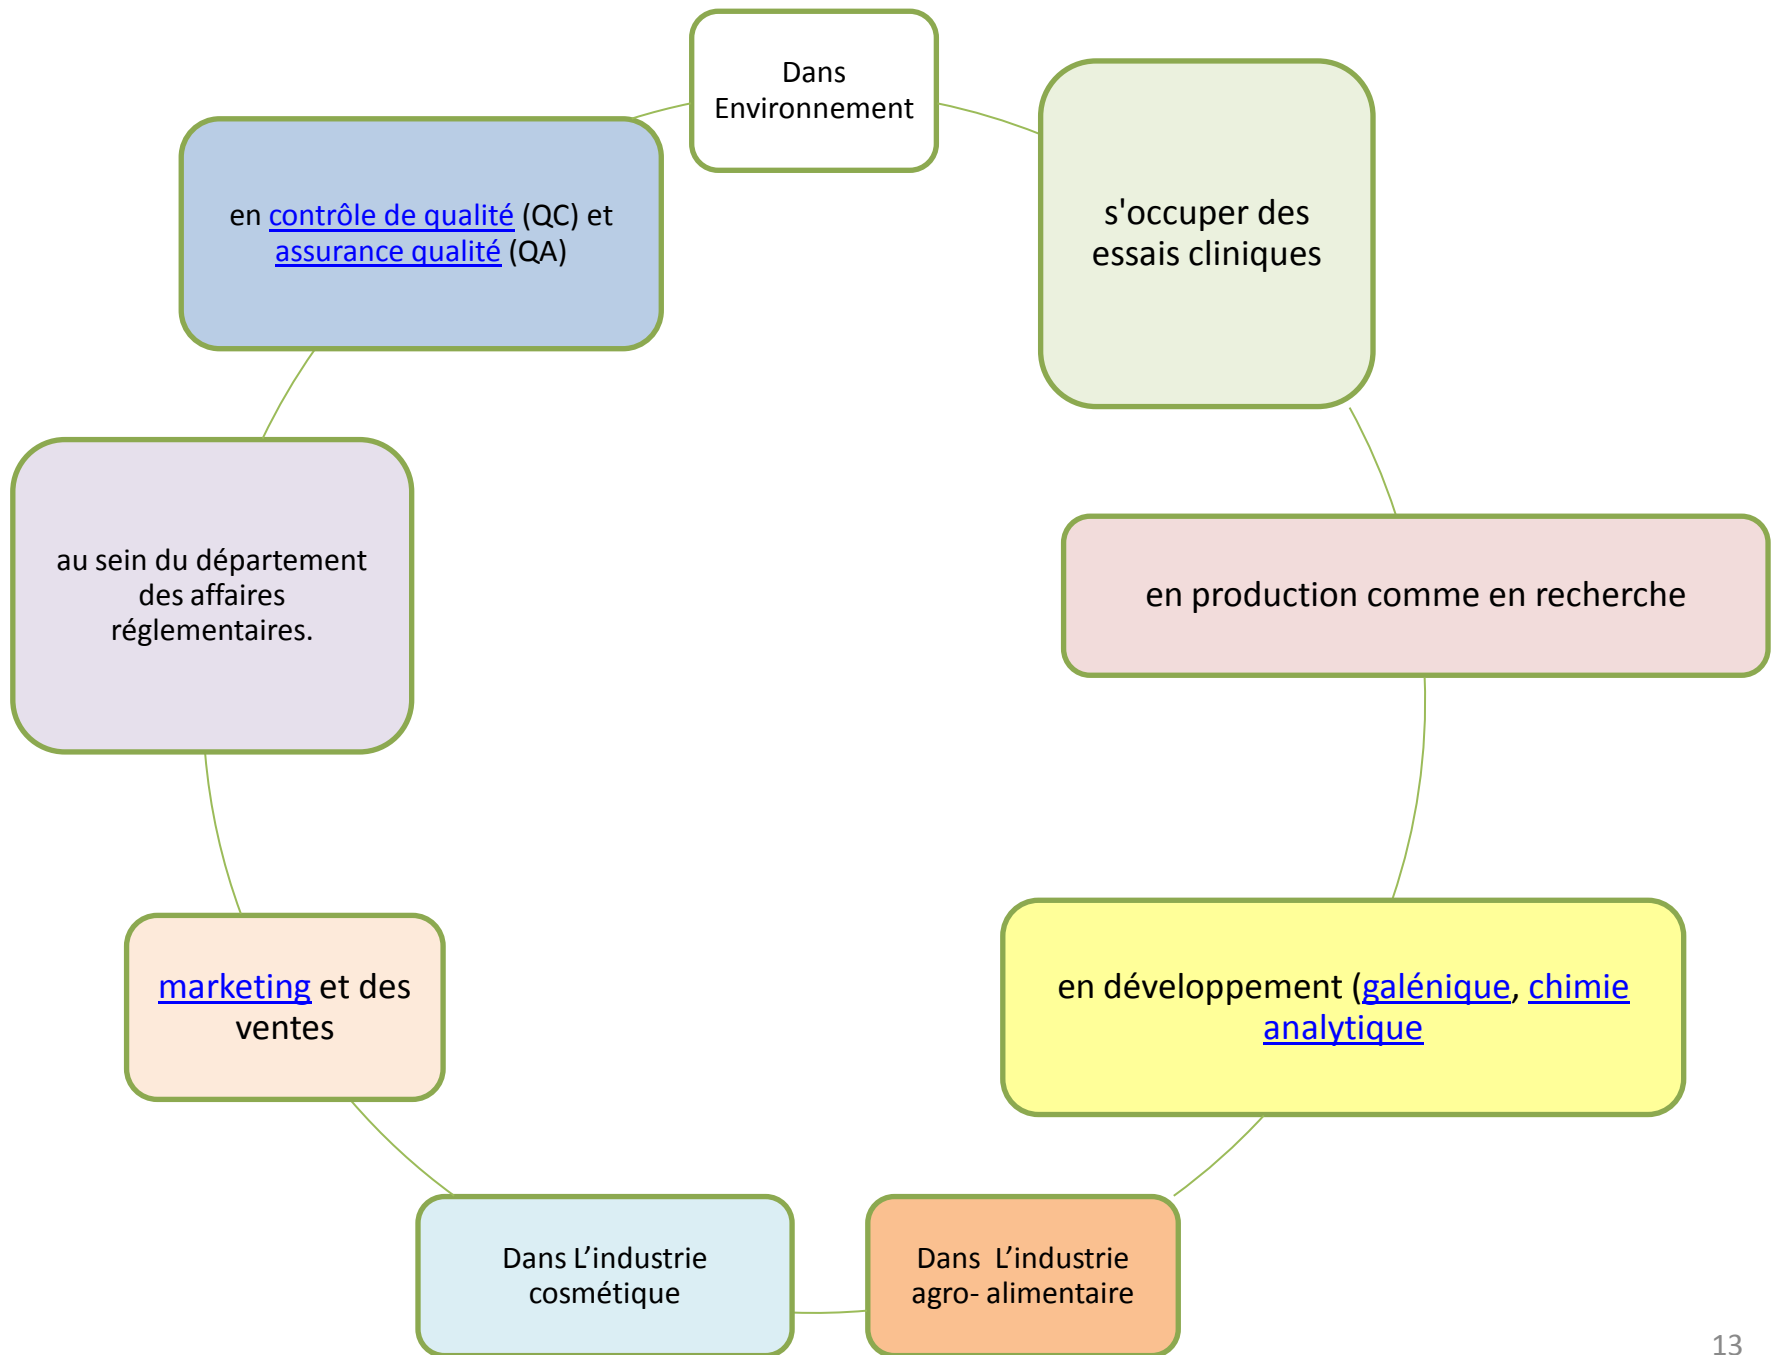 Dans
Environnement
s'occuper des
essais cliniques
en production comme en recherche
en développement (galénique, chimie
analytique
Dans  L’industrie
agro- alimentaire
Dans L’industrie
cosmétique
marketing et des
ventes
au sein du département
des affaires
réglementaires.
en contrôle de qualité (QC) et
assurance qualité (QA)
13